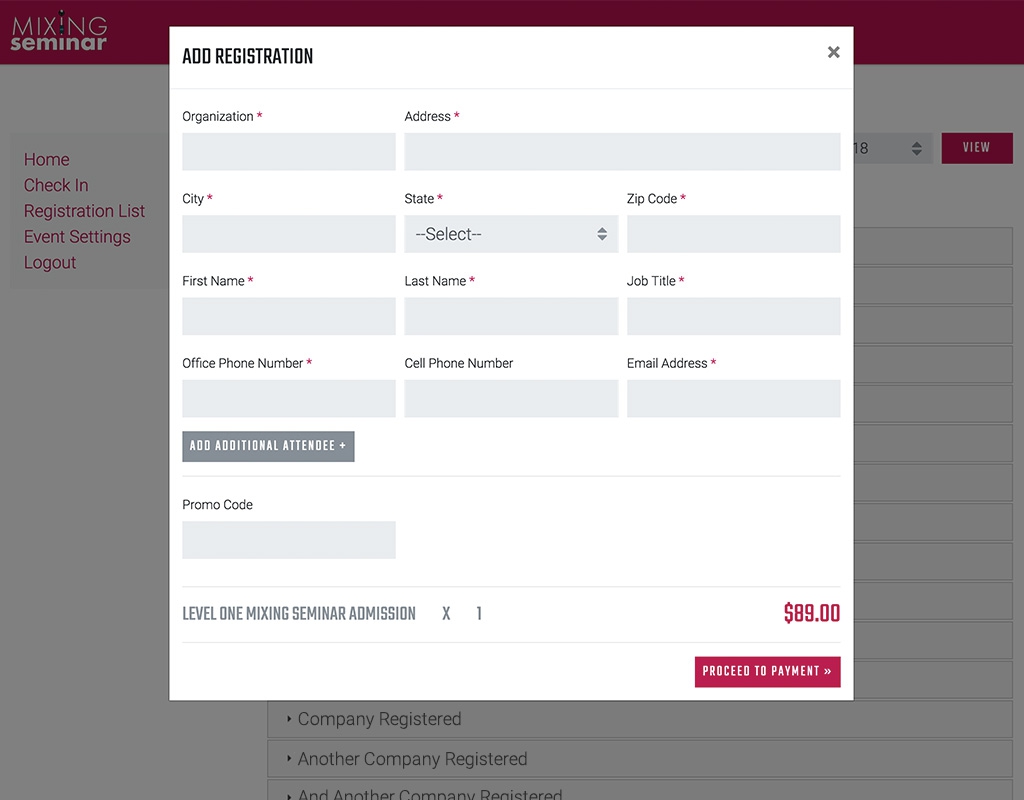 MIXING
seminar
ADD REGISTRATION
×
Organization *
Address *
Home
Check In
Registration List
Event Settings
Logout
18
VIEW
City *
State *
Zip Code *
--Select--
First Name *
Last Name *
Job Title *
Office Phone Number *
Cell Phone Number
Email Address *
ADD ADDITIONAL ATTENDEE +
Promo Code
LEVEL ONE MIXING SEMINAR ADMISSION X 1 $89.00
PROCEED TO PAYMENT »
Company Registered
Another Company Registered
And Another Company Registered